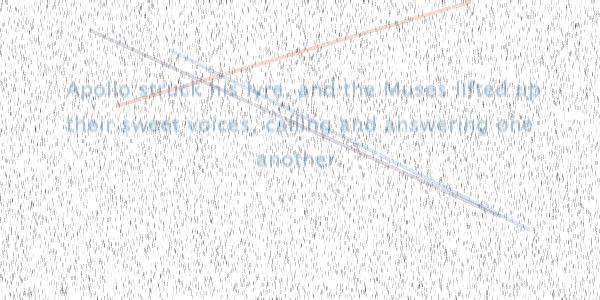 Apollo struck his lyre, and the Muses lifted up
their sweet voices, calling and answering one
another.